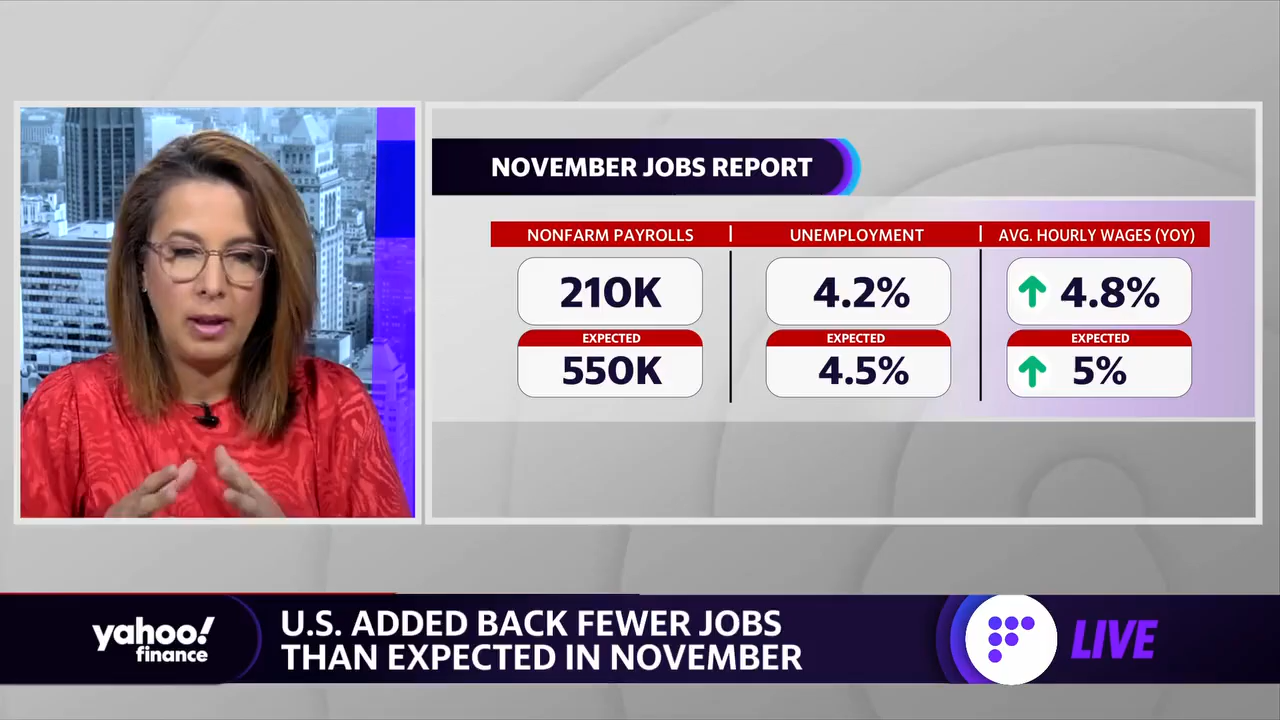 NOVEMBER JOBS REPORT
NONFARM PAYROLLS | UNEMPLOYMENT | AVG. HOURLY WAGES (YOY)
210K 4.2% 4.8%
EXPECTED EXPECTED EXPECTED
550K 4.5% 5%
yahoo!
finance
U.S. ADDED BACK FEWER JOBS
THAN EXPECTED IN NOVEMBER
LIVE